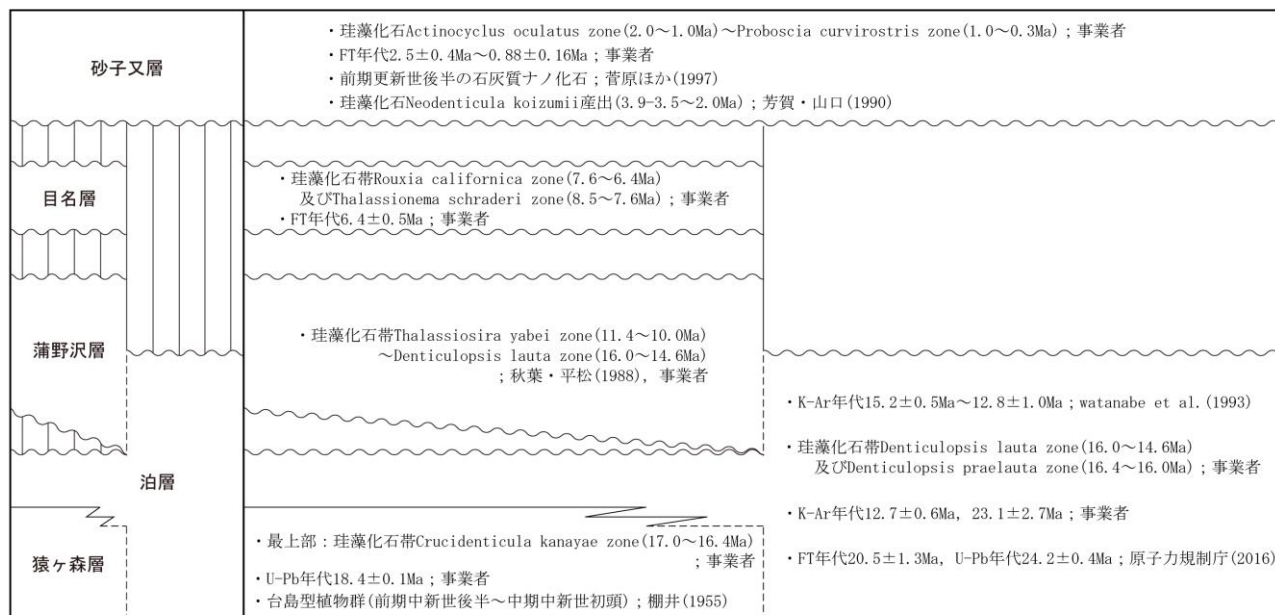 砂子又層
・珪藻化石Actinocyclus oculatus zone(2.0～1.0Ma)～Proboscia curvirostris zone(1.0～0.3Ma)；事業者
・FT年代2.5±0.4Ma～0.88±0.16Ma；事業者
・前期更新世後半の石灰質ナノ化石；菅原ほか(1997)
・珪藻化石Neodenticula koizumii産出(3.9-3.5～2.0Ma)；芳賀・山口(1990)
目名層
・珪藻化石帯Rouxia californica zone(7.6～6.4Ma)
及びThalassionema schraderi zone(8.5～7.6Ma)；事業者
・FT年代6.4±0.5Ma；事業者
蒲野沢層
・珪藻化石帯Thalassiosira yabei zone(11.4～10.0Ma)
～Denticulopsis lauta zone(16.0～14.6Ma)
；秋葉・平松(1988), 事業者
泊層
・K-Ar年代15.2±0.5Ma～12.8±1.0Ma；watanabe et al.(1993)
・珪藻化石帯Denticulopsis lauta zone(16.0～14.6Ma)
及びDenticulopsis praelauta zone(16.4～16.0Ma)；事業者
・K-Ar年代12.7±0.6Ma, 23.1±2.7Ma；事業者
・FT年代20.5±1.3Ma, U-Pb年代24.2±0.4Ma；原子力規制庁(2016)
猿ヶ森層
・最上部：珪藻化石帯Crucidenticula kanayae zone(17.0～16.4Ma)
；事業者
・U-Pb年代18.4±0.1Ma；事業者
・台島型植物群(前期中新世後半～中期中新世初頭)；棚井(1955)